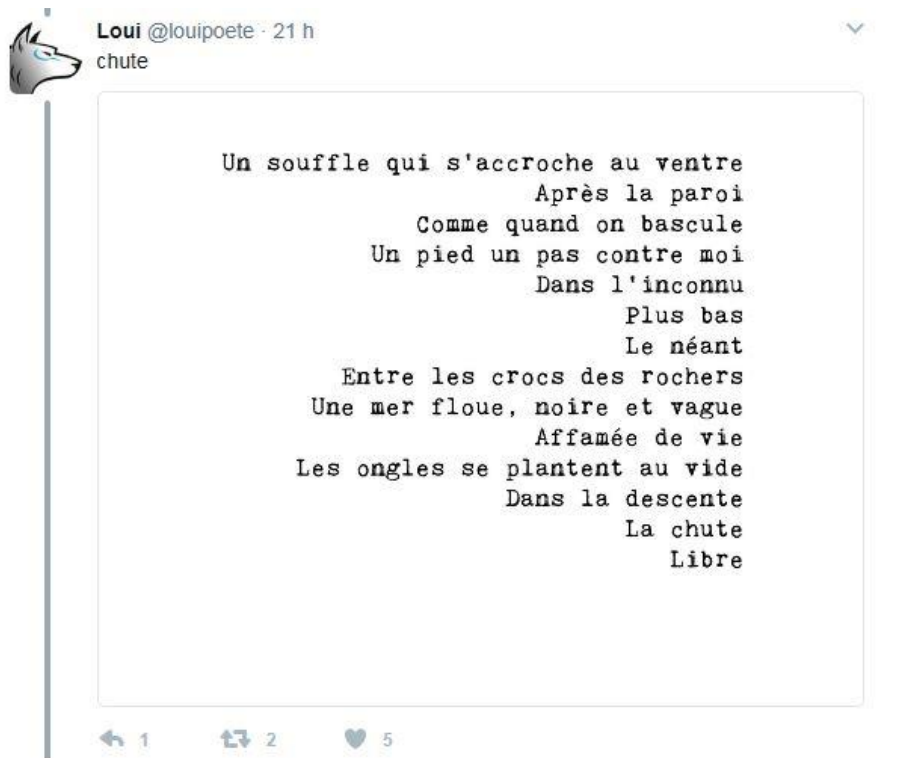 Loui @louipoete · 21 h
chute
Un souffle qui s'accroche au ventre
Après la paroi
Comme quand on bascule
Un pied un pas contre moi
Dans l'inconnu
Plus bas
Le néant
Entre les crocs des rochers
Une mer floue, noire et vague
Affamée de vie
Les ongles se plantent au vide
Dans la descente
La chute
Libre
1 2 5